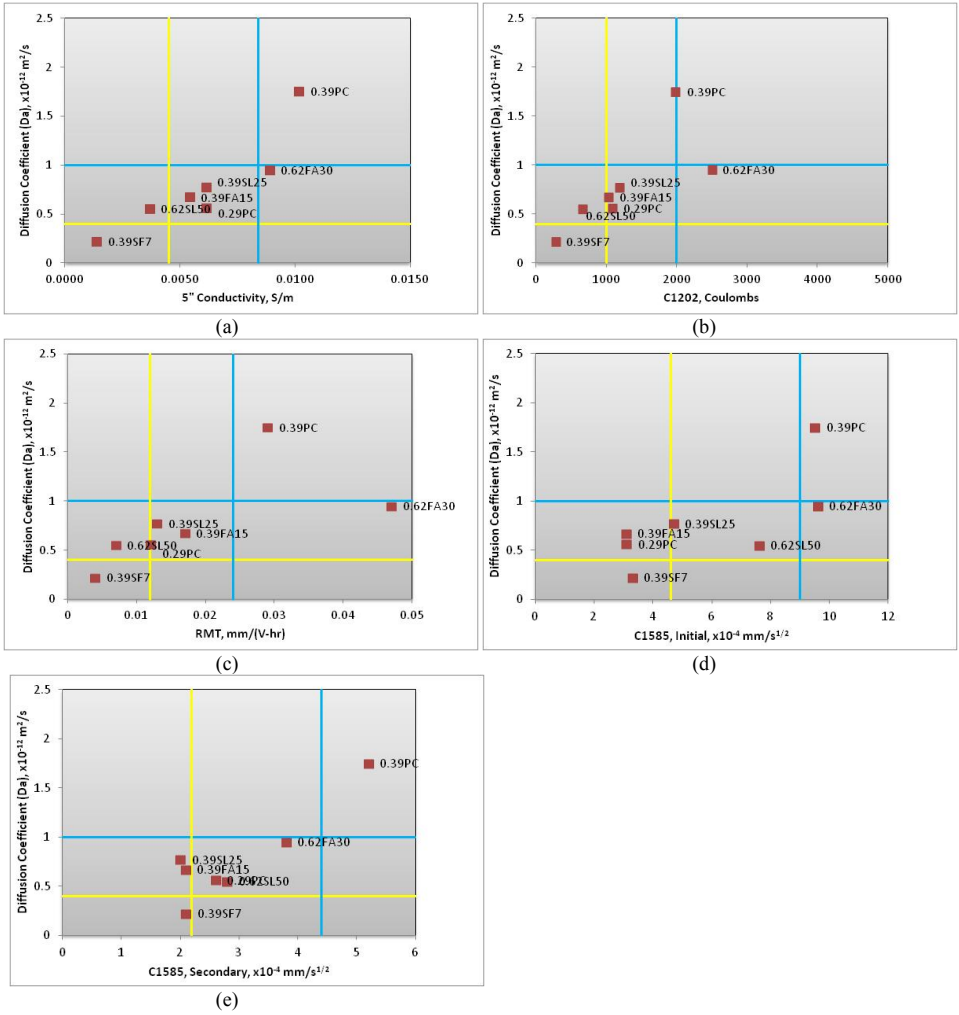 2.5
2
1.5
1
0.5
0
Diffusion Coefficient (Da), x10⁻¹² m²/s
0.39PC
0.62FA30
0.39SL25
0.39FA15
0.62SL50
0.29PC
0.39SF7
0.0000 0.0050 0.0100 0.0150
5" Conductivity, S/m
(a)
2.5
2
1.5
1
0.5
0
Diffusion Coefficient (Da), x10⁻¹² m²/s
0.39PC
0.62FA30
0.39SL25
0.39FA15
0.29PC
0.62SL50
0.39SF7
0 1000 2000 3000 4000 5000
C1202, Coulombs
(b)
2.5
2
1.5
1
0.5
0
Diffusion Coefficient (Da), x10⁻¹² m²/s
0.39PC
0.62FA30
0.39SL25
0.39FA15
0.62SL50
0.29PC
0.39SF7
0 0.01 0.02 0.03 0.04 0.05
RMT, mm/(V-hr)
(c)
2.5
2
1.5
1
0.5
0
Diffusion Coefficient (Da), x10⁻¹² m²/s
0.39PC
0.62FA30
0.39SL25
0.39FA15
0.29PC
0.62SL50
0.39SF7
0 2 4 6 8 10 12
C1585, Initial, x10⁻⁴ mm/s¹ᐟ²
(d)
2.5
2
1.5
1
0.5
0
Diffusion Coefficient (Da), x10⁻¹² m²/s
0.39PC
0.62FA30
0.39SL25
0.39FA15
0.29PC
0.62SL50
0.39SF7
0 1 2 3 4 5 6
C1585, Secondary, x10⁻⁴ mm/s¹ᐟ²
(e)